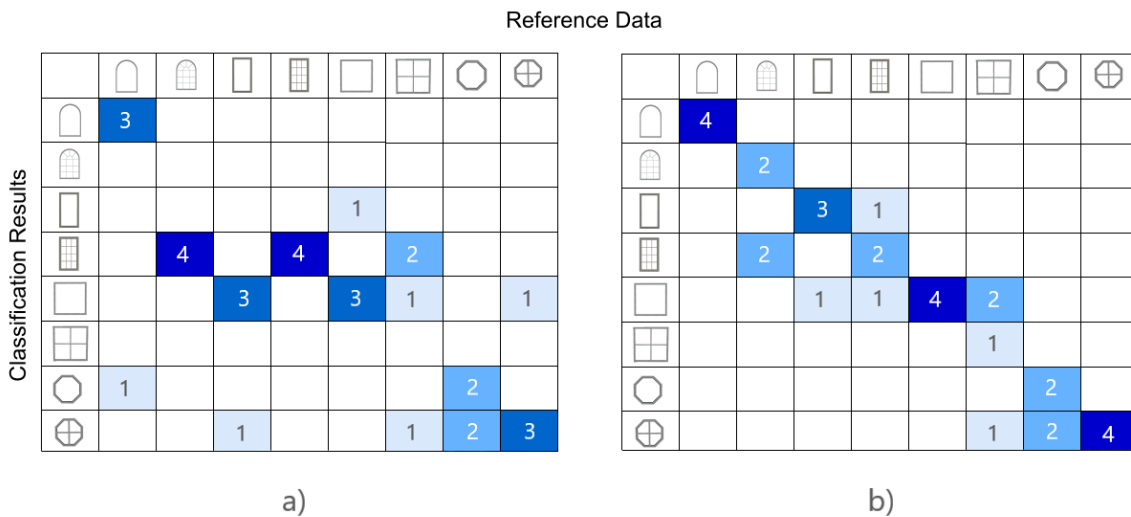 Reference Data
Classification Results
3
1
4 4 2
3 3 1 1
1 2
1 1 2 3
a)
4
2
3 1
2 2
1 1 4 2
1
2
1 2 4
b)